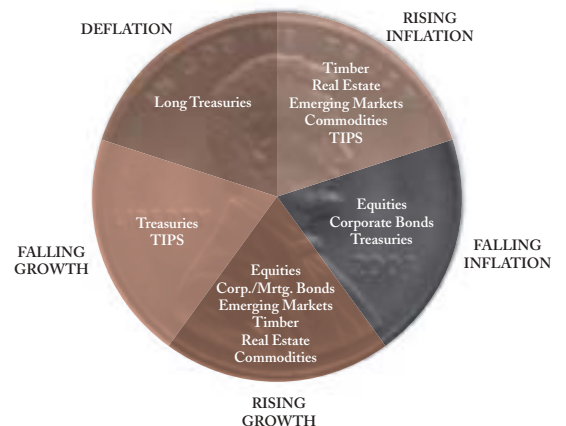 DEFLATION
Long Treasuries
RISING
INFLATION
Timber
Real Estate
Emerging Markets
Commodities
TIPS
Equities
Corporate Bonds
Treasuries
FALLING
INFLATION
Equities
Corp./Mrtg. Bonds
Emerging Markets
Timber
Real Estate
Commodities
RISING
GROWTH
Treasuries
TIPS
FALLING
GROWTH